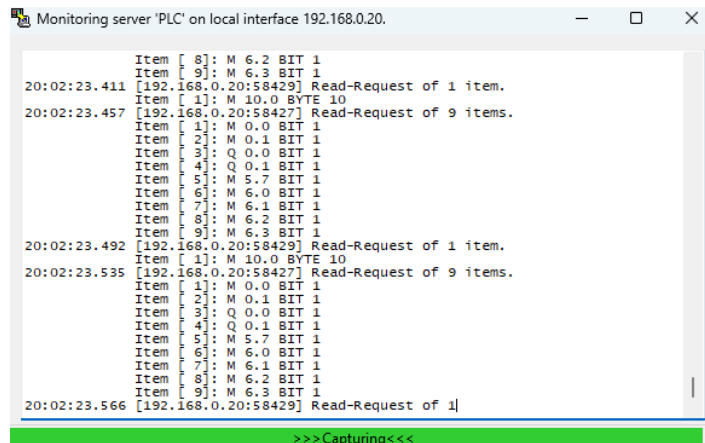 Monitoring server 'PLC' on local interface 192.168.0.20.
Item [ 8]: M 6.2 BIT 1
Item [ 9]: M 6.3 BIT 1
20:02:23.411 [192.168.0.20:58429] Read-Request of 1 item.
Item [ 1]: M 10.0 BYTE 10
20:02:23.457 [192.168.0.20:58427] Read-Request of 9 items.
Item [ 1]: M 0.0 BIT 1
Item [ 2]: M 0.1 BIT 1
Item [ 3]: Q 0.0 BIT 1
Item [ 4]: Q 0.1 BIT 1
Item [ 5]: M 5.7 BIT 1
Item [ 6]: M 6.0 BIT 1
Item [ 7]: M 6.1 BIT 1
Item [ 8]: M 6.2 BIT 1
Item [ 9]: M 6.3 BIT 1
20:02:23.492 [192.168.0.20:58429] Read-Request of 1 item.
Item [ 1]: M 10.0 BYTE 10
20:02:23.535 [192.168.0.20:58427] Read-Request of 9 items.
Item [ 1]: M 0.0 BIT 1
Item [ 2]: M 0.1 BIT 1
Item [ 3]: Q 0.0 BIT 1
Item [ 4]: Q 0.1 BIT 1
Item [ 5]: M 5.7 BIT 1
Item [ 6]: M 6.0 BIT 1
Item [ 7]: M 6.1 BIT 1
Item [ 8]: M 6.2 BIT 1
Item [ 9]: M 6.3 BIT 1
20:02:23.566 [192.168.0.20:58429] Read-Request of 1
>>>Capturing<<<